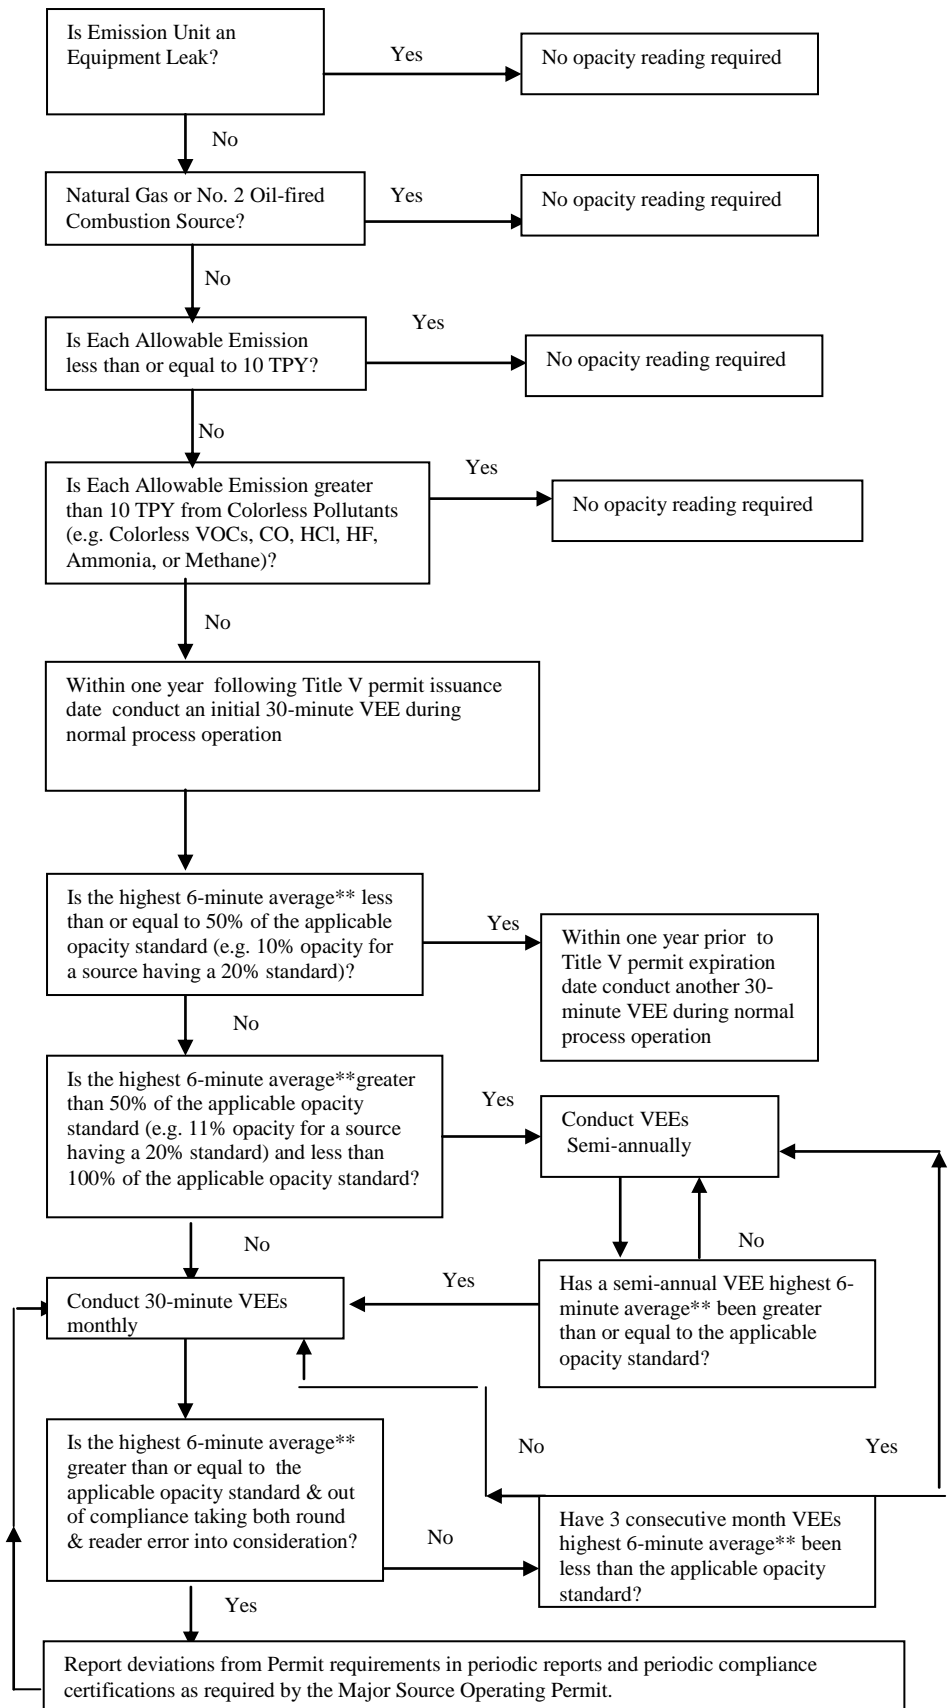 Is Emission Unit an
Equipment Leak?
Yes
No opacity reading required
No
Natural Gas or No. 2 Oil-fired
Combustion Source?
Yes
No opacity reading required
No
Is Each Allowable Emission
less than or equal to 10 TPY?
Yes
No opacity reading required
No
Is Each Allowable Emission greater
than 10 TPY from Colorless Pollutants
(e.g. Colorless VOCs, CO, HCl, HF,
Ammonia, or Methane)?
Yes
No opacity reading required
No
Within one year following Title V permit issuance
date conduct an initial 30-minute VEE during
normal process operation
Is the highest 6-minute average** less
than or equal to 50% of the applicable
opacity standard (e.g. 10% opacity for
a source having a 20% standard)?
Yes
Within one year prior to
Title V permit expiration
date conduct another 30-
minute VEE during normal
process operation
No
Is the highest 6-minute average**greater
than 50% of the applicable opacity
standard (e.g. 11% opacity for a source
having a 20% standard) and less than
100% of the applicable opacity standard?
Yes
Conduct VEEs
Semi-annually
No
No
Has a semi-annual VEE highest 6-
minute average** been greater
than or equal to the applicable
opacity standard?
Yes
Conduct 30-minute VEEs
monthly
Is the highest 6-minute average**
greater than or equal to the
applicable opacity standard & out
of compliance taking both round
& reader error into consideration?
No
No
Yes
Have 3 consecutive month VEEs
highest 6-minute average** been
less than the applicable opacity
standard?
Yes
Report deviations from Permit requirements in periodic reports and periodic compliance
certifications as required by the Major Source Operating Permit.